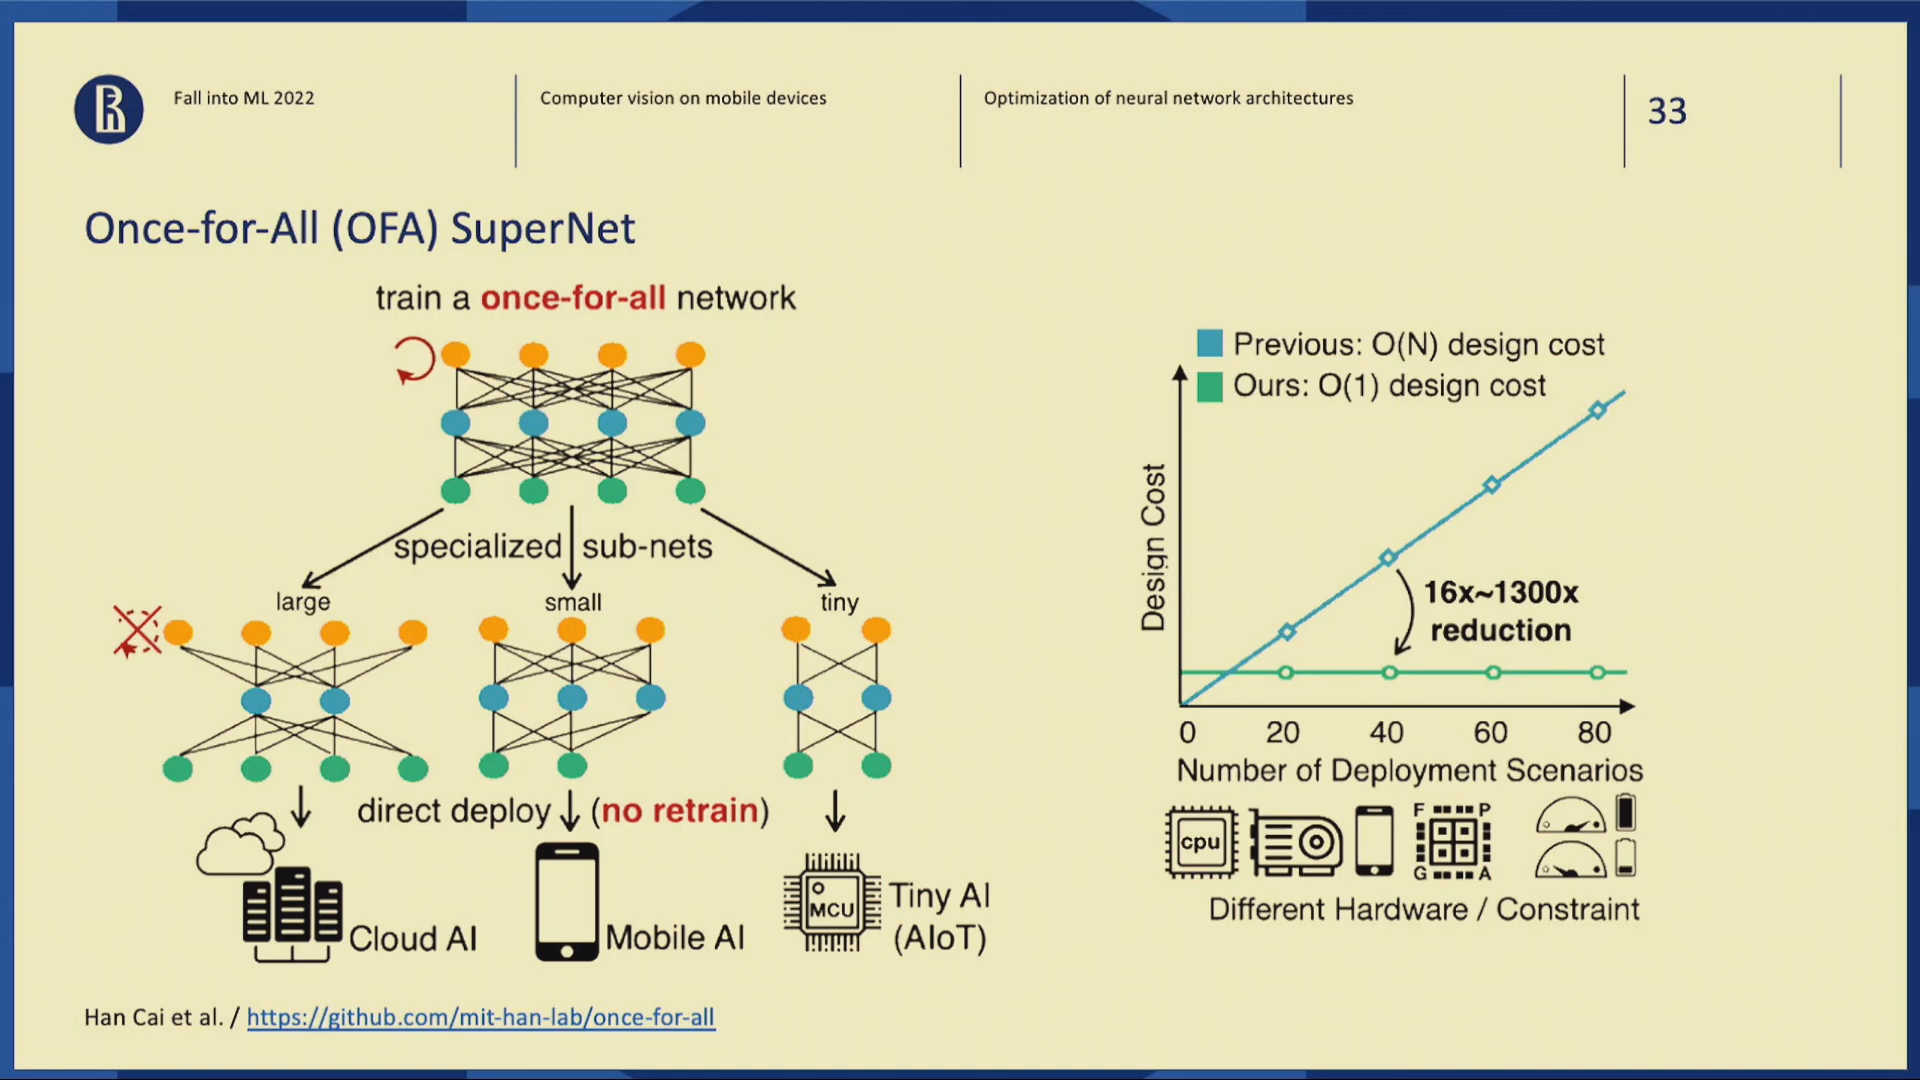 Fall into ML 2022
Computer vision on mobile devices
Optimization of neural network architectures
33
Once-for-All (OFA) SuperNet
train a once-for-all network
specialized sub-nets
large
small
tiny
direct deploy (no retrain)
Cloud AI
Mobile AI
MCU
Tiny AI
(AIoT)
Previous: O(N) design cost
Ours: O(1) design cost
Design Cost
16x~1300x
reduction
0 20 40 60 80
Number of Deployment Scenarios
cpu
F P
G A
Different Hardware / Constraint
Han Cai et al. / https://github.com/mit-han-lab/once-for-all